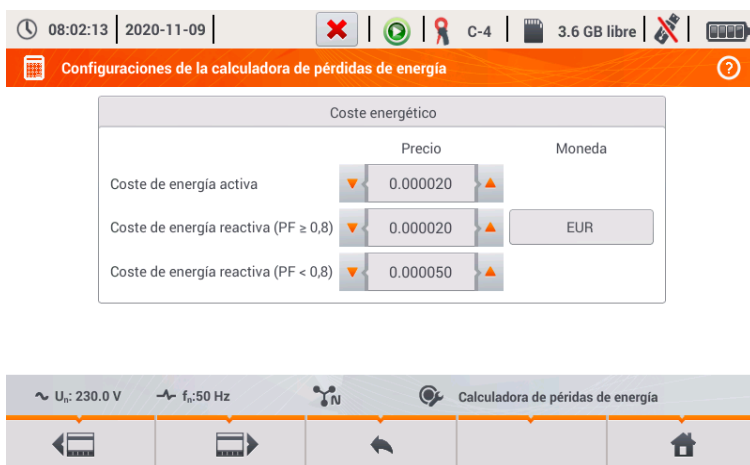 08:02:13 2020-11-09 C-4 3.6 GB libre
Configuraciones de la calculadora de pérdidas de energía ?
Coste energético
Precio Moneda
Coste de energía activa 0.000020
Coste de energía reactiva (PF ≥ 0,8) 0.000020 EUR
Coste de energía reactiva (PF < 0,8) 0.000050
Un: 230.0 V fn:50 Hz N Calculadora de péridas de energía